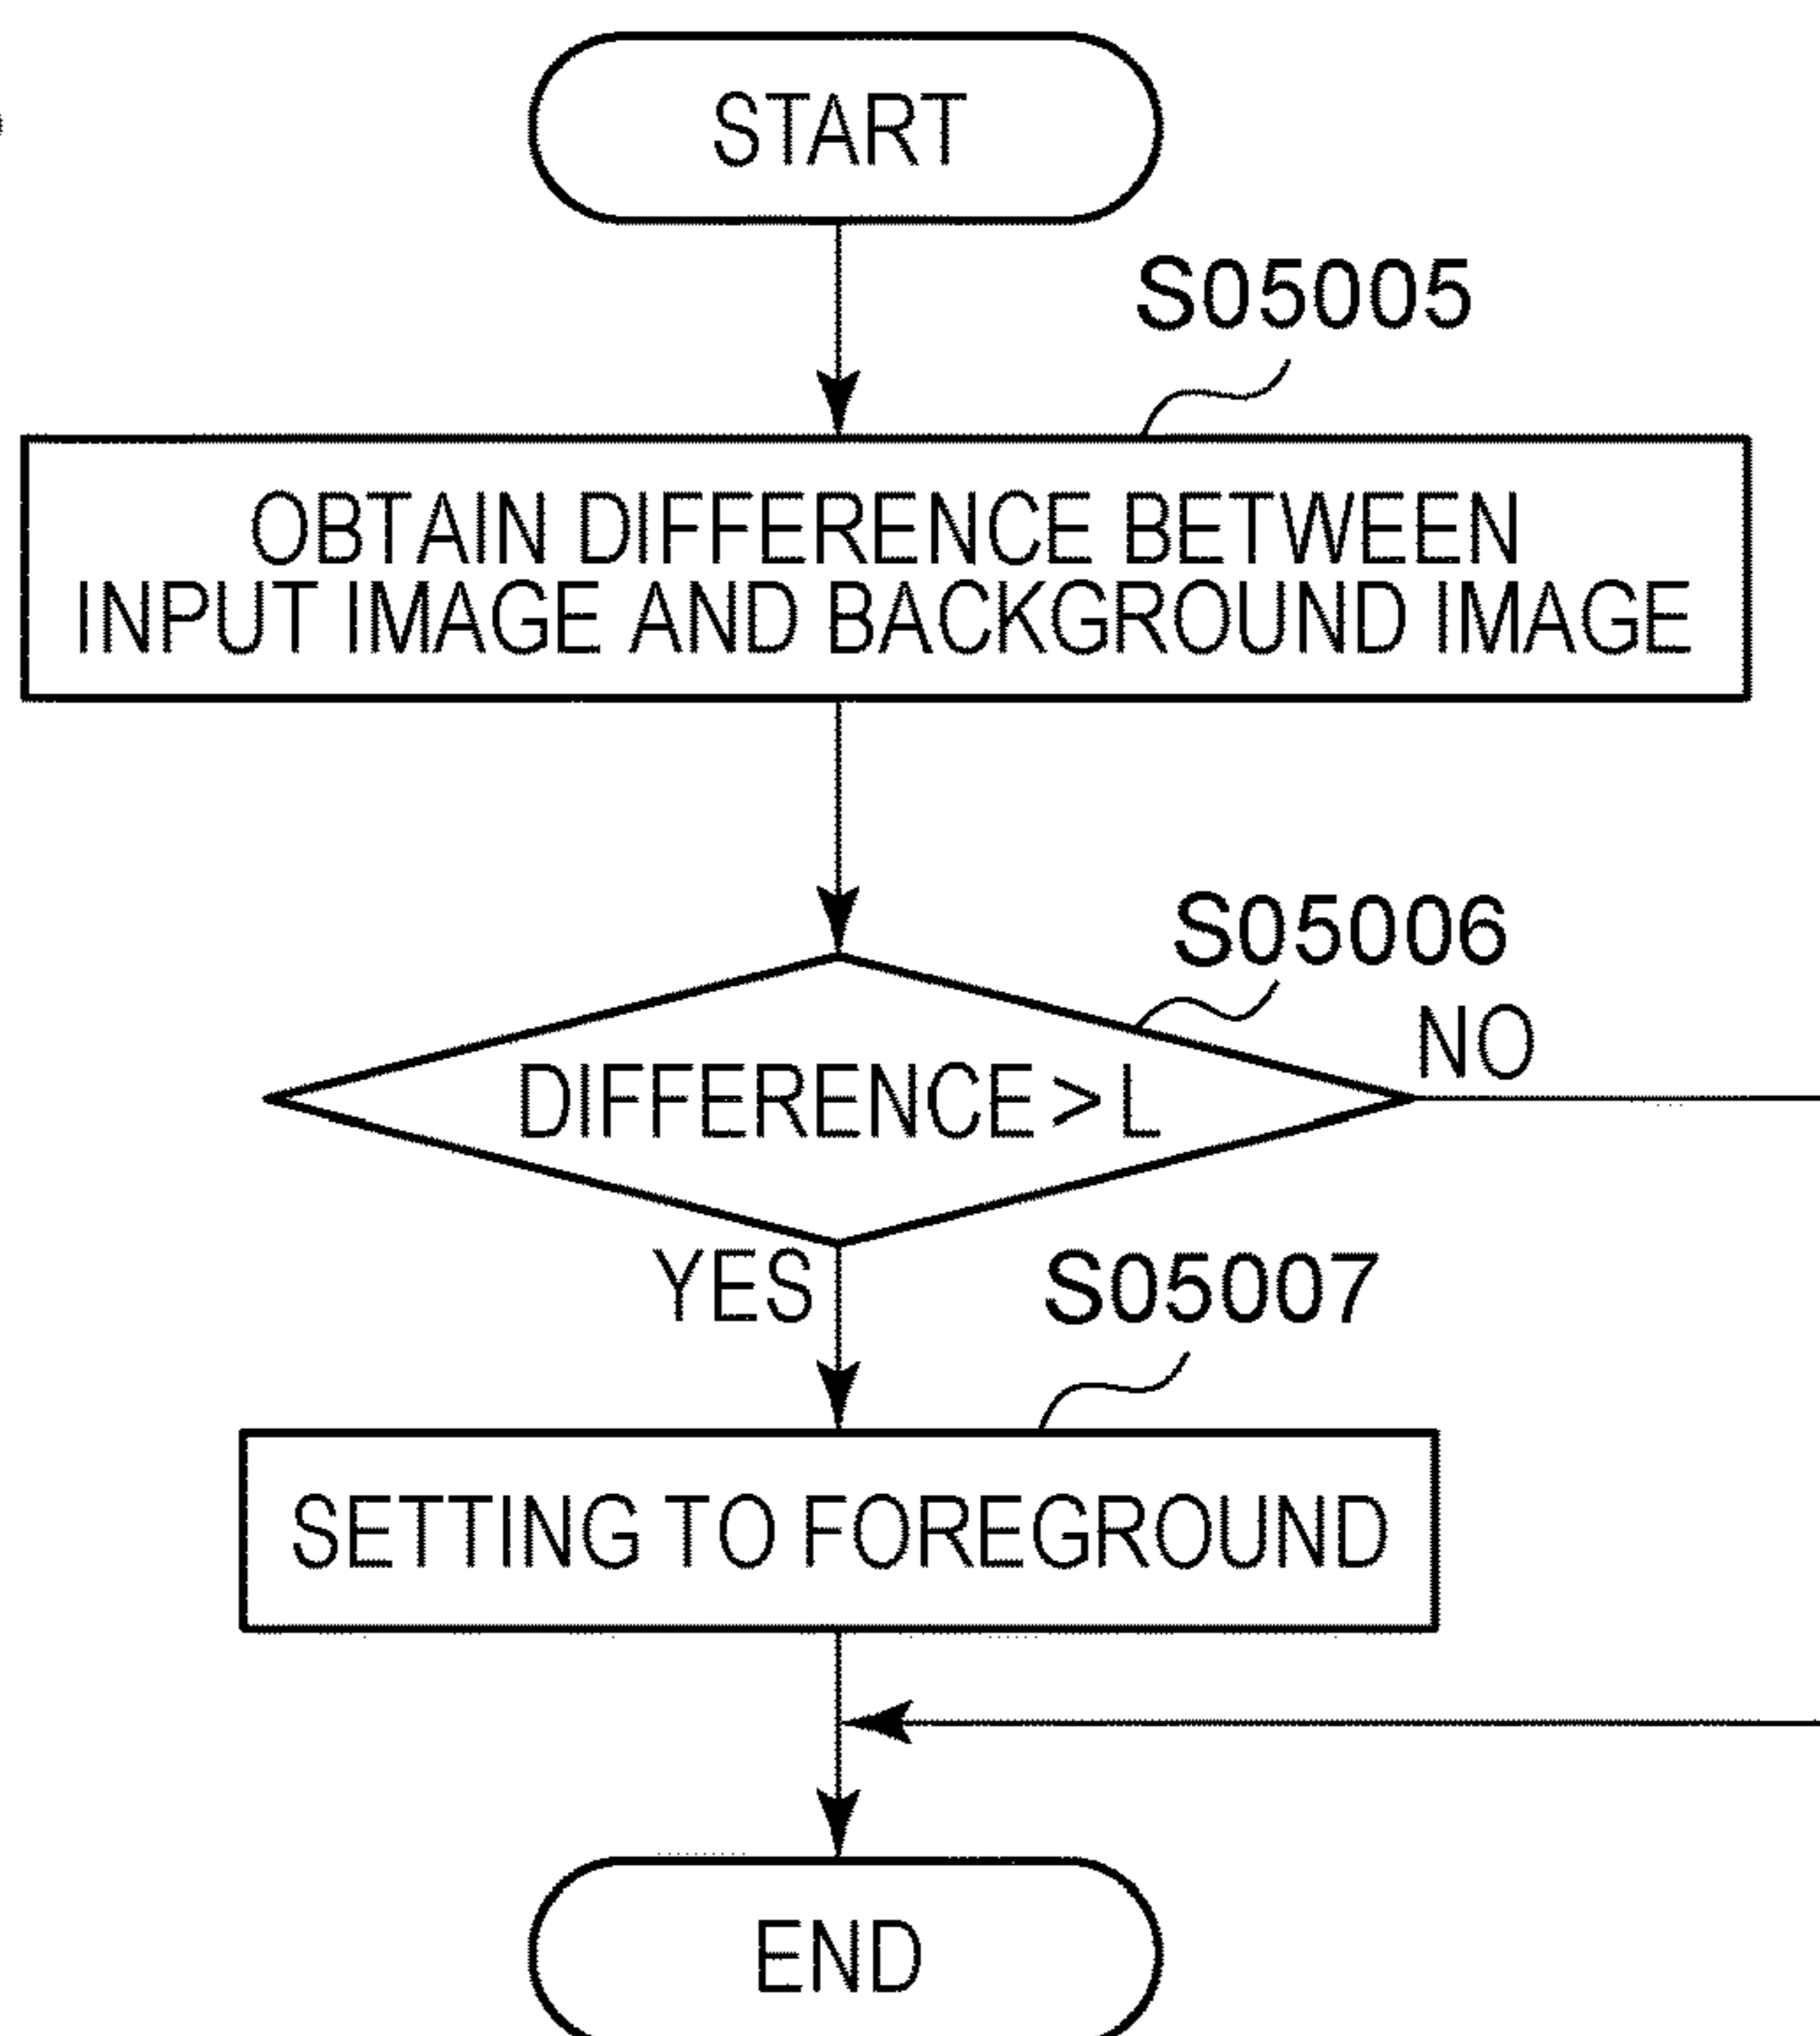 START
S05005
OBTAIN DIFFERENCE BETWEEN
INPUT IMAGE AND BACKGROUND IMAGE
S05006
NO
DIFFERENCE > L
YES
S05007
SETTING TO FOREGROUND
END